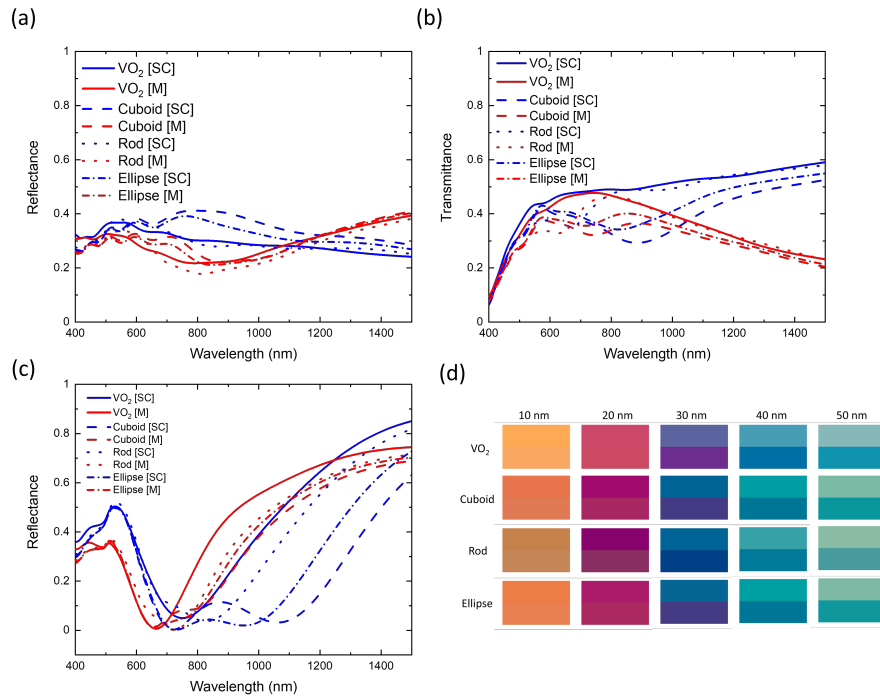 (a)
1
0.8
0.6
0.4
0.2
0
400 600 800 1000 1200 1400
Reflectance
Wavelength (nm)
VO₂ [SC]
VO₂ [M]
Cuboid [SC]
Cuboid [M]
Rod [SC]
Rod [M]
Ellipse [SC]
Ellipse [M]
(b)
1
0.8
0.6
0.4
0.2
0
400 600 800 1000 1200 1400
Transmittance
Wavelength (nm)
VO₂ [SC]
VO₂ [M]
Cuboid [SC]
Cuboid [M]
Rod [SC]
Rod [M]
Ellipse [SC]
Ellipse [M]
(c)
1
0.8
0.6
0.4
0.2
0
400 600 800 1000 1200 1400
Reflectance
Wavelength (nm)
VO₂ [SC]
VO₂ [M]
Cuboid [SC]
Cuboid [M]
Rod [SC]
Rod [M]
Ellipse [SC]
Ellipse [M]
(d)
10 nm 20 nm 30 nm 40 nm 50 nm
VO₂
Cuboid
Rod
Ellipse